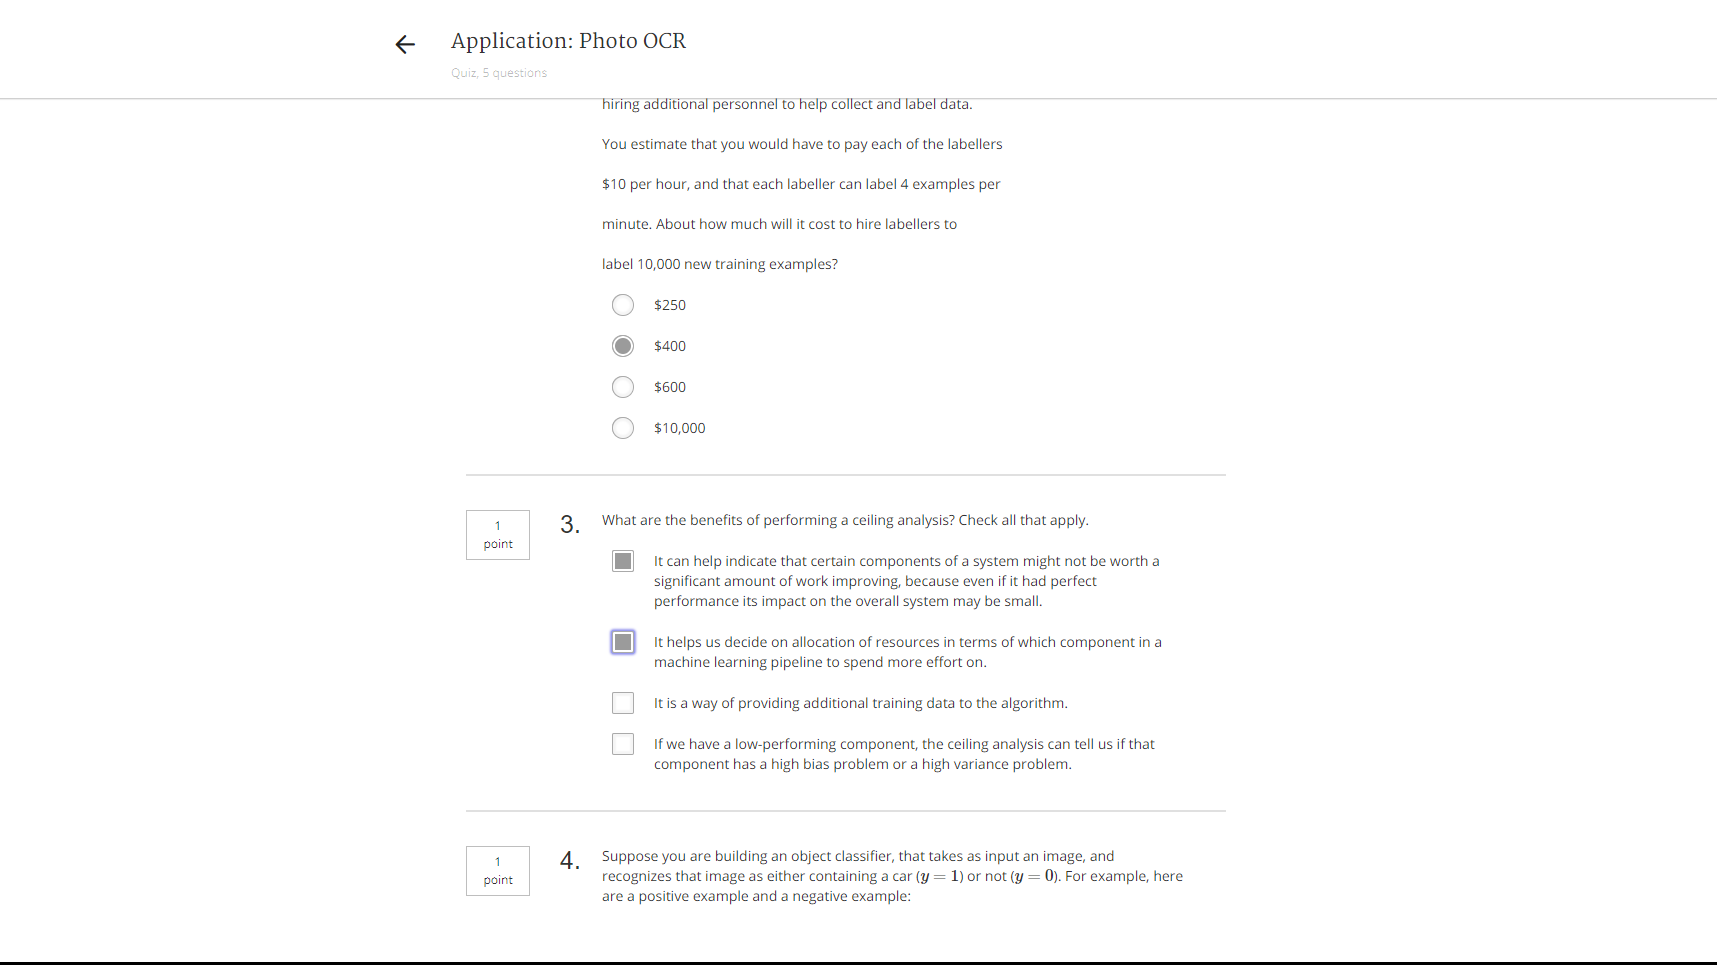 Application: Photo OCR
Quiz, 5 questions
hiring additional personnel to help collect and label data.
You estimate that you would have to pay each of the labellers
$10 per hour, and that each labeller can label 4 examples per
minute. About how much will it cost to hire labellers to
label 10,000 new training examples?
$250
$400
$600
$10,000
1
point
3.
What are the benefits of performing a ceiling analysis? Check all that apply.
It can help indicate that certain components of a system might not be worth a
significant amount of work improving, because even if it had perfect
performance its impact on the overall system may be small.
It helps us decide on allocation of resources in terms of which component in a
machine learning pipeline to spend more effort on.
It is a way of providing additional training data to the algorithm.
If we have a low-performing component, the ceiling analysis can tell us if that
component has a high bias problem or a high variance problem.
1
point
4.
Suppose you are building an object classifier, that takes as input an image, and
recognizes that image as either containing a car (y = 1) or not (y = 0). For example, here
are a positive example and a negative example: